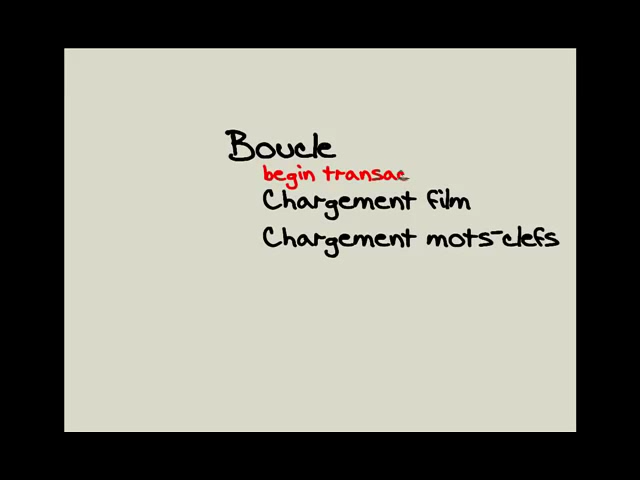 Boucle
begin transac
Chargement film
Chargement mots-clefs